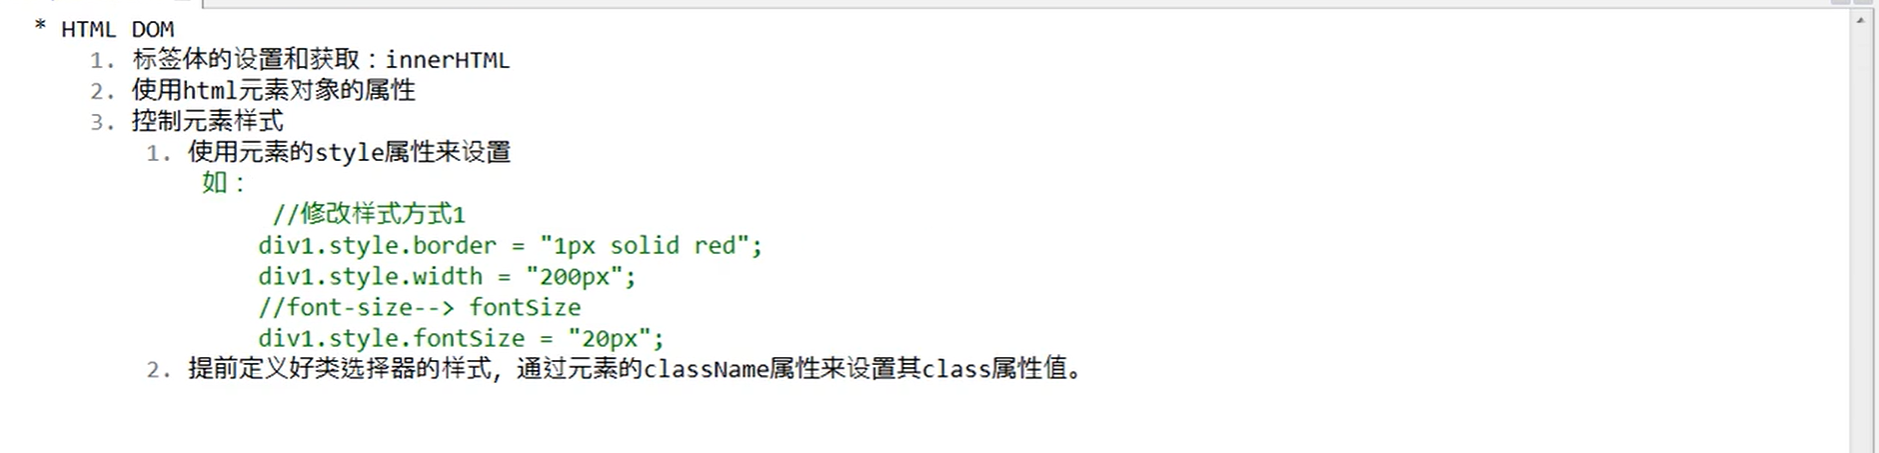 * HTML DOM
1. 标签体的设置和获取：innerHTML
2. 使用html元素对象的属性
3. 控制元素样式
1. 使用元素的style属性来设置
如：
//修改样式方式1
div1.style.border = "1px solid red";
div1.style.width = "200px";
//font-size--> fontSize
div1.style.fontSize = "20px";
2. 提前定义好类选择器的样式，通过元素的className属性来设置其class属性值。